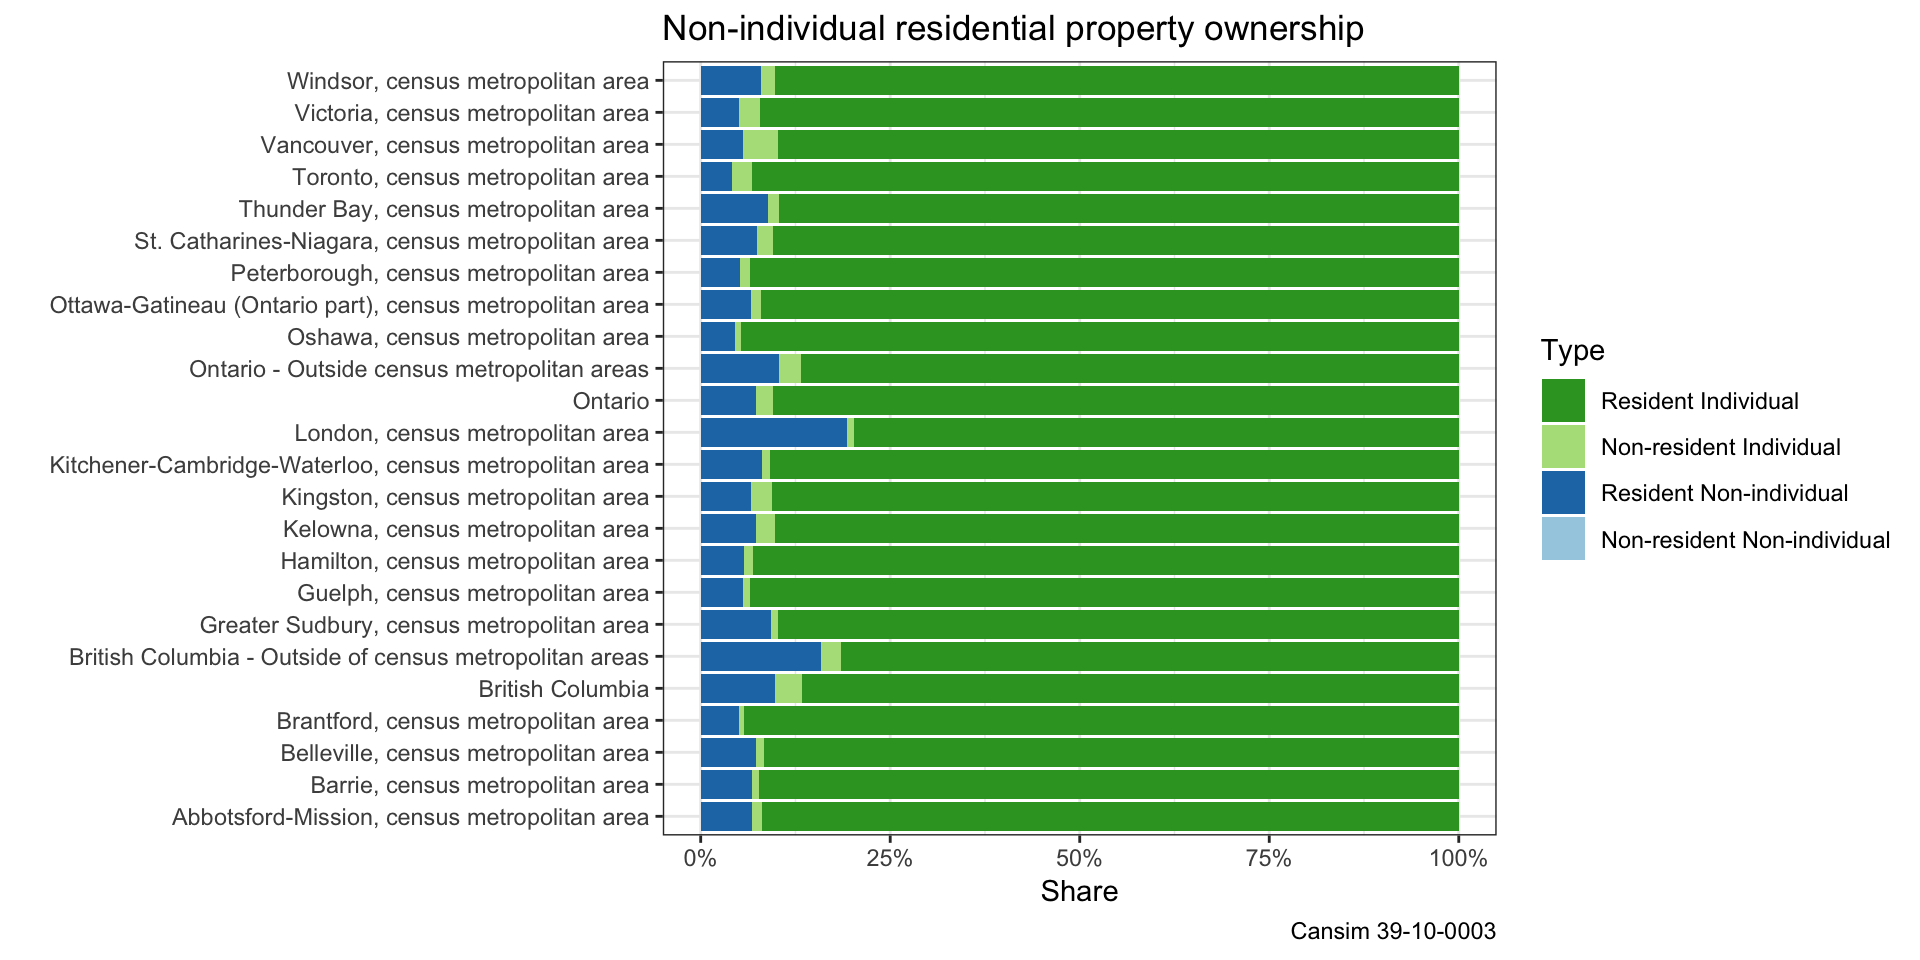 Non-individual residential property ownership
Windsor, census metropolitan area
Victoria, census metropolitan area
Vancouver, census metropolitan area
Toronto, census metropolitan area
Thunder Bay, census metropolitan area
St. Catharines-Niagara, census metropolitan area
Peterborough, census metropolitan area
Ottawa-Gatineau (Ontario part), census metropolitan area
Oshawa, census metropolitan area
Ontario - Outside census metropolitan areas
Ontario
London, census metropolitan area
Kitchener-Cambridge-Waterloo, census metropolitan area
Kingston, census metropolitan area
Kelowna, census metropolitan area
Hamilton, census metropolitan area
Guelph, census metropolitan area
Greater Sudbury, census metropolitan area
British Columbia - Outside of census metropolitan areas
British Columbia
Brantford, census metropolitan area
Belleville, census metropolitan area
Barrie, census metropolitan area
Abbotsford-Mission, census metropolitan area
0% 25% 50% 75% 100%
Share
Type
Resident Individual
Non-resident Individual
Resident Non-individual
Non-resident Non-individual
Cansim 39-10-0003